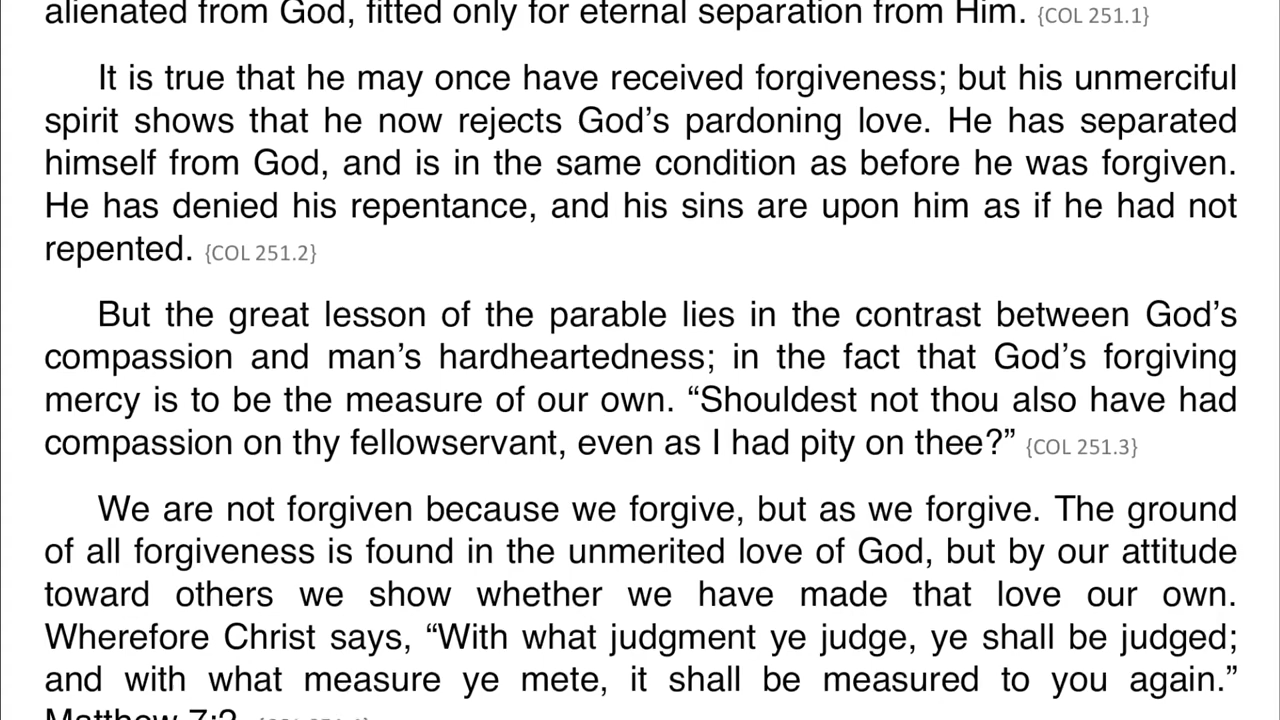 alienated from God, fitted only for eternal separation from Him. {COL 251.1}
It is true that he may once have received forgiveness; but his unmerciful
spirit shows that he now rejects God’s pardoning love. He has separated
himself from God, and is in the same condition as before he was forgiven.
He has denied his repentance, and his sins are upon him as if he had not
repented. {COL 251.2}
But the great lesson of the parable lies in the contrast between God’s
compassion and man’s hardheartedness; in the fact that God’s forgiving
mercy is to be the measure of our own. “Shouldest not thou also have had
compassion on thy fellowservant, even as I had pity on thee?” {COL 251.3}
We are not forgiven because we forgive, but as we forgive. The ground
of all forgiveness is found in the unmerited love of God, but by our attitude
toward others we show whether we have made that love our own.
Wherefore Christ says, “With what judgment ye judge, ye shall be judged;
and with what measure ye mete, it shall be measured to you again.”
Matthew 7:2.